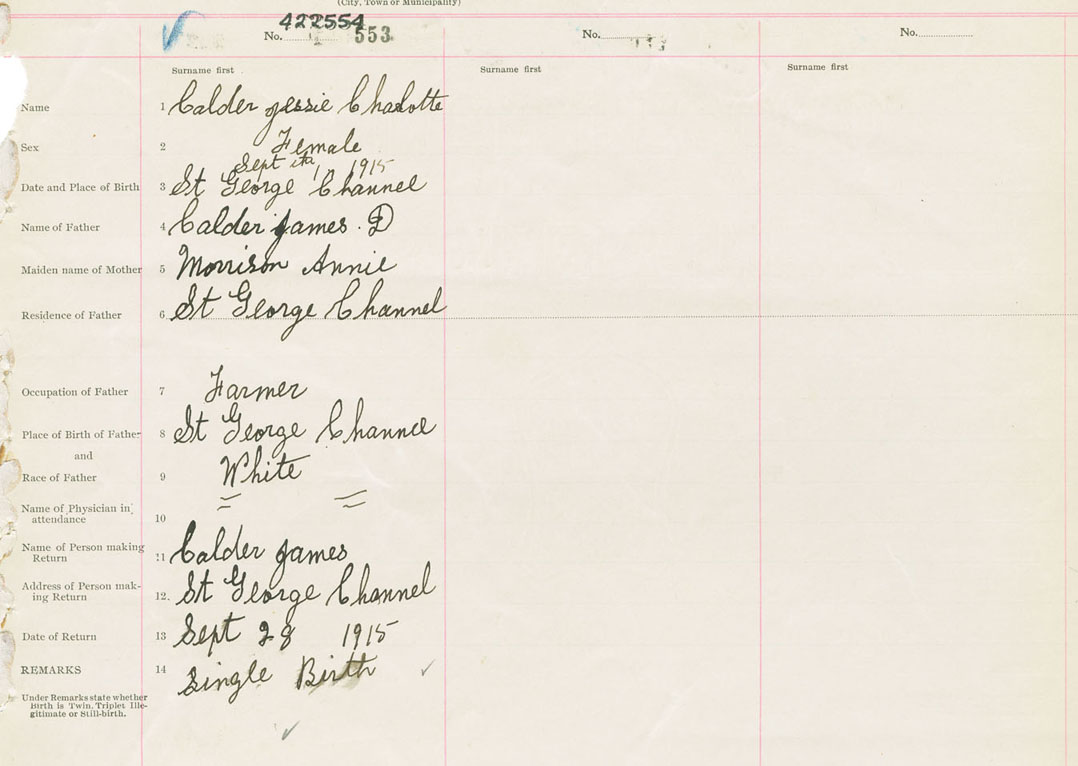 (City, Town or Municipality)
422554
No. 553
No.
No.
Surname first
Surname first
Surname first
Name 1 Calder Jessie Charlotte
Sex 2 Female
Sept 1 1915
Date and Place of Birth 3 St George Channel
Name of Father 4 Calder James . D
Maiden name of Mother 5 Morrison Annie
Residence of Father 6 St George Channel
Occupation of Father 7 Farmer
Place of Birth of Father 8 St George Channel
and
Race of Father 9 White
Name of Physician in
attendance 10
Name of Person making
Return 11 Calder James
Address of Person mak-
ing Return 12. St George Channel
Date of Return 13 Sept 28 1915
REMARKS 14 Single Birth
Under Remarks state whether
Birth is Twin, Triplet, Ille-
gitimate or Still-birth.